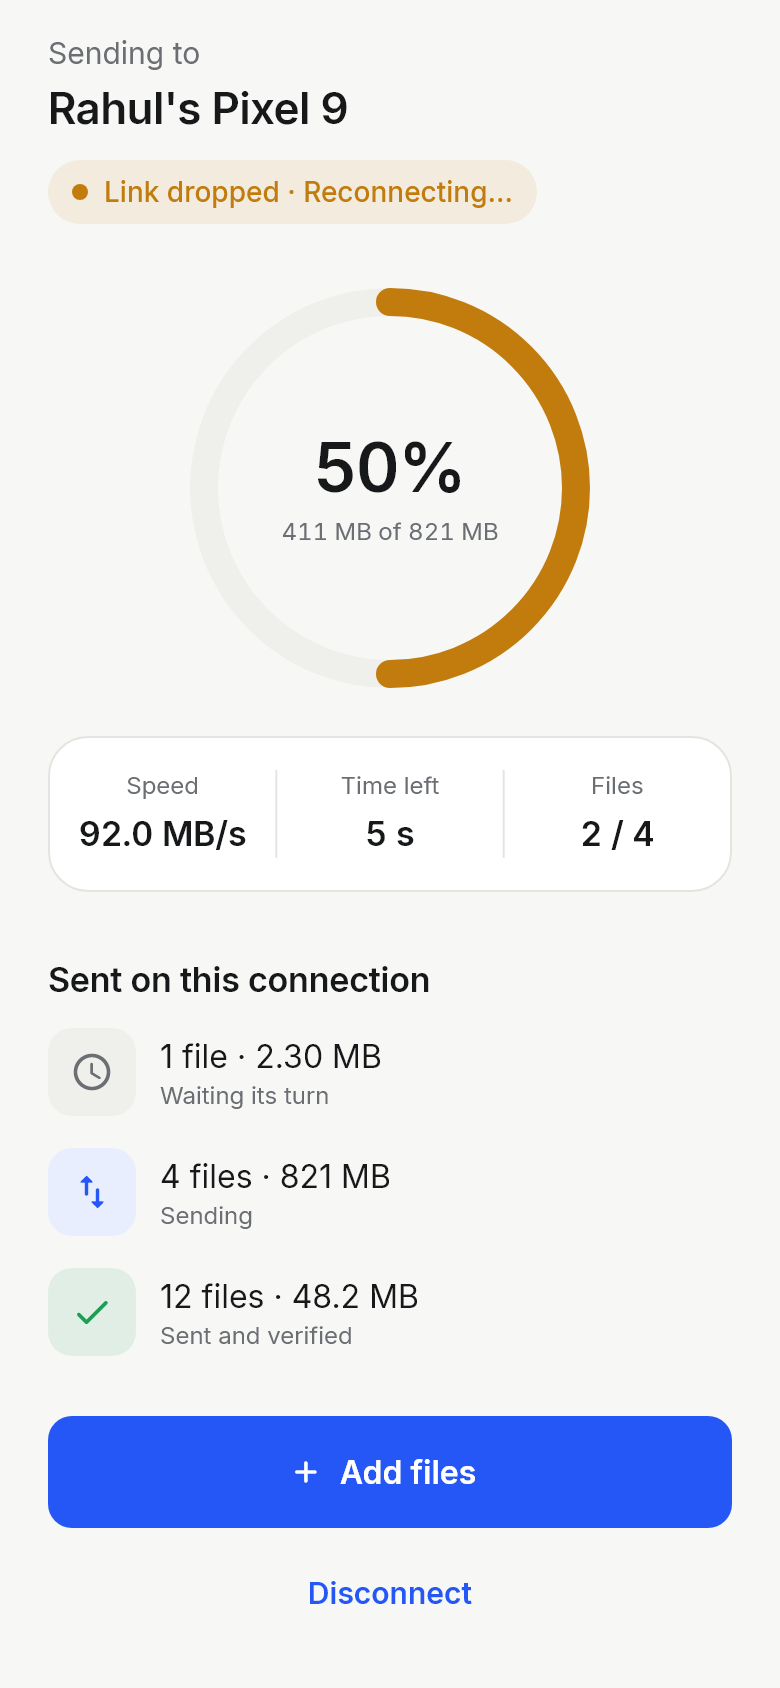 Sending to
Rahul's Pixel 9
Link dropped · Reconnecting...
50%
411 MB of 821 MB
Speed
92.0 MB/s
Time left
5 s
Files
2 / 4
Sent on this connection
1 file · 2.30 MB
Waiting its turn
4 files · 821 MB
Sending
12 files · 48.2 MB
Sent and verified
Add files
Disconnect